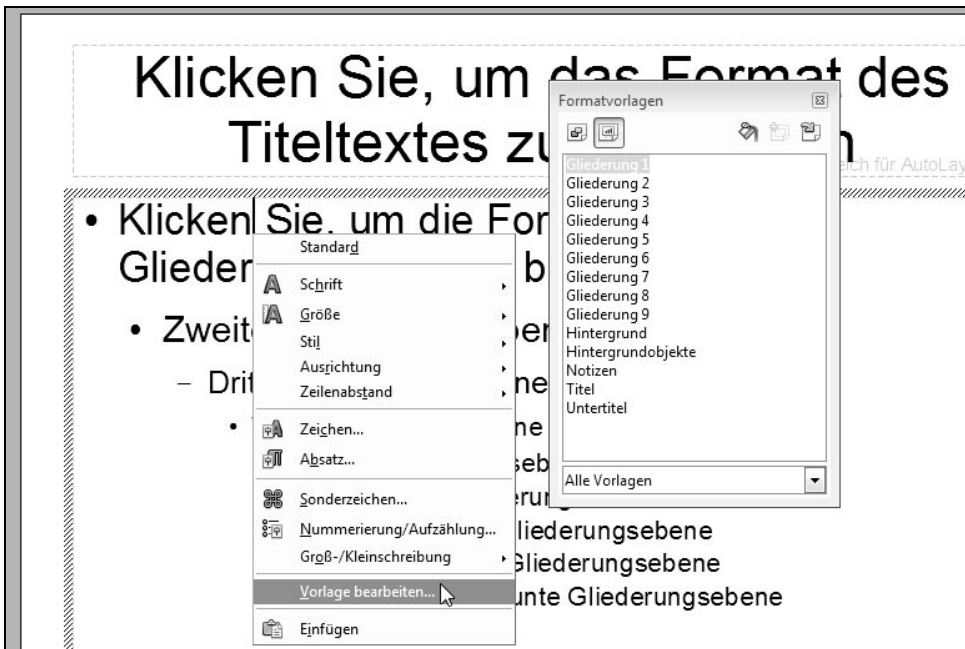 Klicken Sie, um das Format des
Titeltextes zu
eich für AutoLay
Klicken Sie, um die For
Glieder
Zweit
Drit
ne
liederungsebene
Gliederungsebene
unte Gliederungsebene
Standard
Schrift
Größe
Stil
Ausrichtung
Zeilenabstand
Zeichen...
Absatz...
Sonderzeichen...
Nummerierung/Aufzählung...
Groß-/Kleinschreibung
Vorlage bearbeiten...
Einfügen
Formatvorlagen
Gliederung 1
Gliederung 2
Gliederung 3
Gliederung 4
Gliederung 5
Gliederung 6
Gliederung 7
Gliederung 8
Gliederung 9
Hintergrund
Hintergrundobjekte
Notizen
Titel
Untertitel
Alle Vorlagen